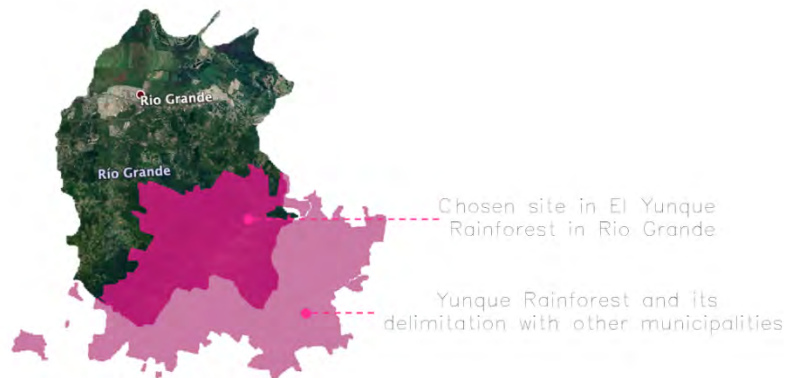 Rio Grande
Río Grande
Chosen site in El Yunque
Rainforest in Rio Grande
Yunque Rainforest and its
delimitation with other municipalities